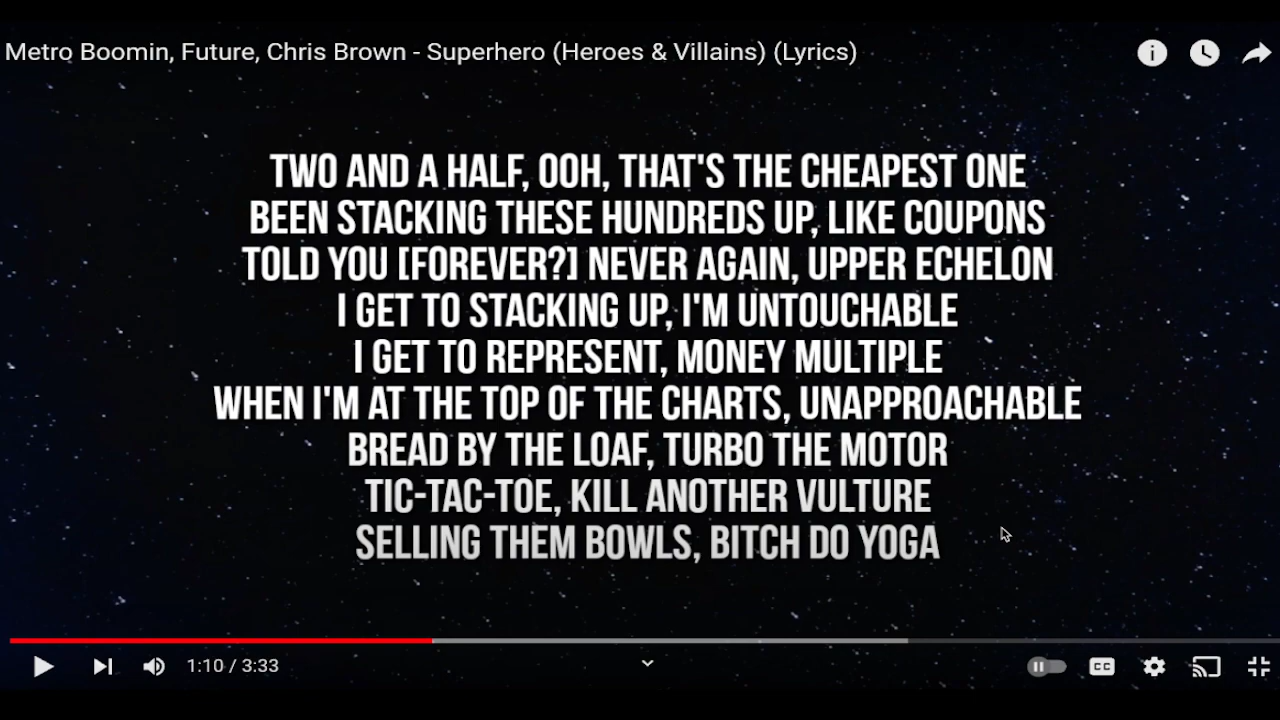 Metro Boomin, Future, Chris Brown - Superhero (Heroes & Villains) (Lyrics)
TWO AND A HALF, OOH, THAT'S THE CHEAPEST ONE
BEEN STACKING THESE HUNDREDS UP, LIKE COUPONS
TOLD YOU [FOREVER?] NEVER AGAIN, UPPER ECHELON
I GET TO STACKING UP, I'M UNTOUCHABLE
I GET TO REPRESENT, MONEY MULTIPLE
WHEN I'M AT THE TOP OF THE CHARTS, UNAPPROACHABLE
BREAD BY THE LOAF, TURBO THE MOTOR
TIC-TAC-TOE, KILL ANOTHER VULTURE
SELLING THEM BOWLS, BITCH DO YOGA
1:10 / 3:33
CC